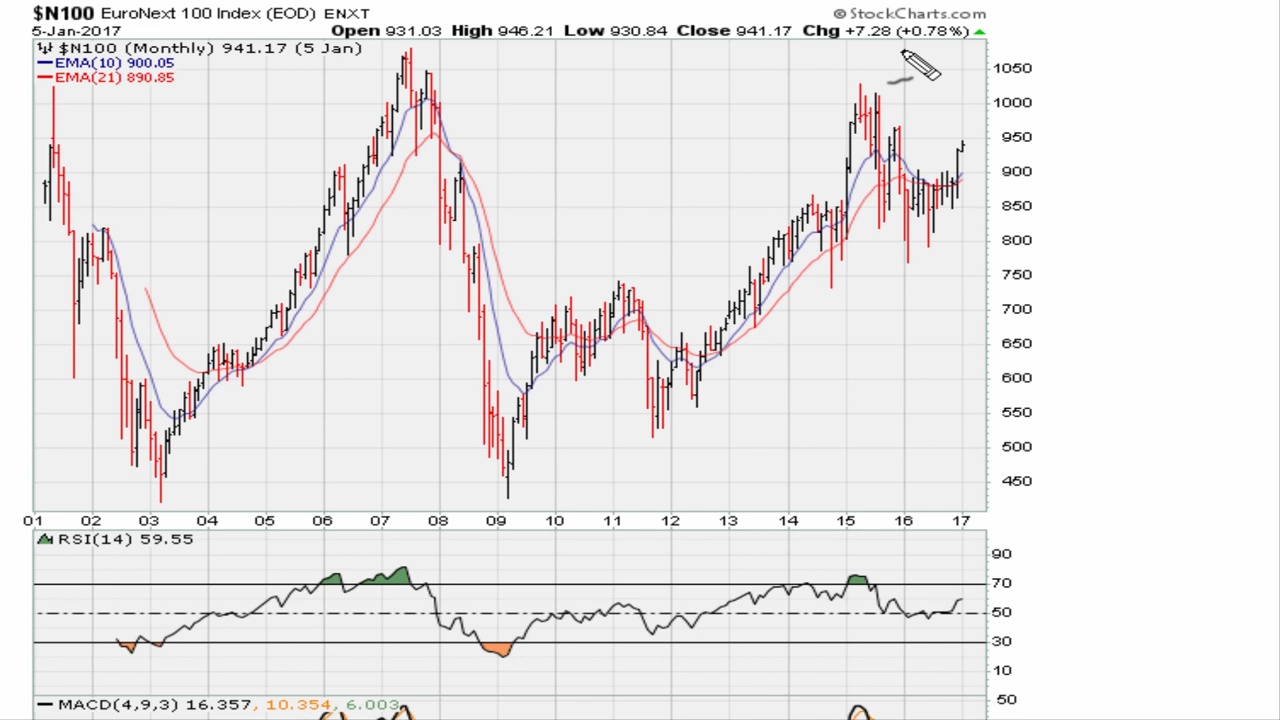 $N100 EuroNext 100 Index (EOD) ENXT © StockCharts.com
5-Jan-2017 Open 931.03 High 946.21 Low 930.84 Close 941.17 Chg +7.28 (+0.78%)
$N100 (Monthly) 941.17 (5 Jan)
EMA(10) 900.05
EMA(21) 890.85
1050
1000
950
900
850
800
750
700
650
600
550
500
450
01 02 03 04 05 06 07 08 09 10 11 12 13 14 15 16 17
RSI(14) 59.55
90
70
50
30
10
MACD(4,9,3) 16.357, 10.354, 6.003
50